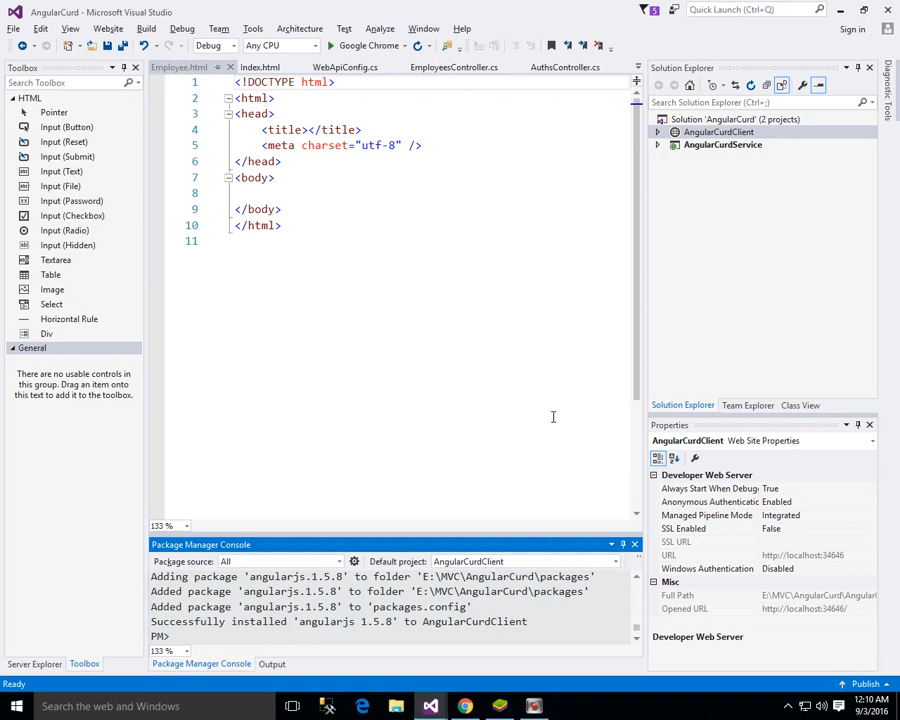 AngularCurd - Microsoft Visual Studio
5
Quick Launch (Ctrl+Q)
File Edit View Website Build Debug Team Tools Architecture Test Analyze Window Help
Sign in
Debug Any CPU Google Chrome
Toolbox
Search Toolbox
HTML
Pointer
Input (Button)
Input (Reset)
Input (Submit)
Input (Text)
Input (File)
Input (Password)
Input (Checkbox)
Input (Radio)
Input (Hidden)
Textarea
Table
Image
Select
Horizontal Rule
Div
General
There are no usable controls in
this group. Drag an item onto
this text to add it to the toolbox.
Server Explorer Toolbox
Employee.html Index.html WebApiConfig.cs EmployeesController.cs AuthsController.cs
1 <!DOCTYPE html>
2 <html>
3 <head>
4 <title></title>
5 <meta charset="utf-8" />
6 </head>
7 <body>
8
9 </body>
10 </html>
11
133 %
Package Manager Console
Package source: All Default project: AngularCurdClient
Adding package 'angularjs.1.5.8' to folder 'E:\MVC\AngularCurd\packages'
Added package 'angularjs.1.5.8' to folder 'E:\MVC\AngularCurd\packages'
Added package 'angularjs.1.5.8' to 'packages.config'
Successfully installed 'angularjs 1.5.8' to AngularCurdClient
PM>
133 %
Package Manager Console Output
Solution Explorer
Search Solution Explorer (Ctrl+;)
Solution 'AngularCurd' (2 projects)
AngularCurdClient
AngularCurdService
Solution Explorer Team Explorer Class View
Properties
AngularCurdClient Web Site Properties
Developer Web Server
Always Start When Debug True
Anonymous Authenticatio Enabled
Managed Pipeline Mode Integrated
SSL Enabled False
SSL URL
URL http://localhost:34646
Windows Authentication Disabled
Misc
Full Path E:\MVC\AngularCurd\Angular
Opened URL http://localhost:34646/
Developer Web Server
Diagnostic Tools
Ready
Publish
Search the web and Windows
12:10 AM
9/3/2016